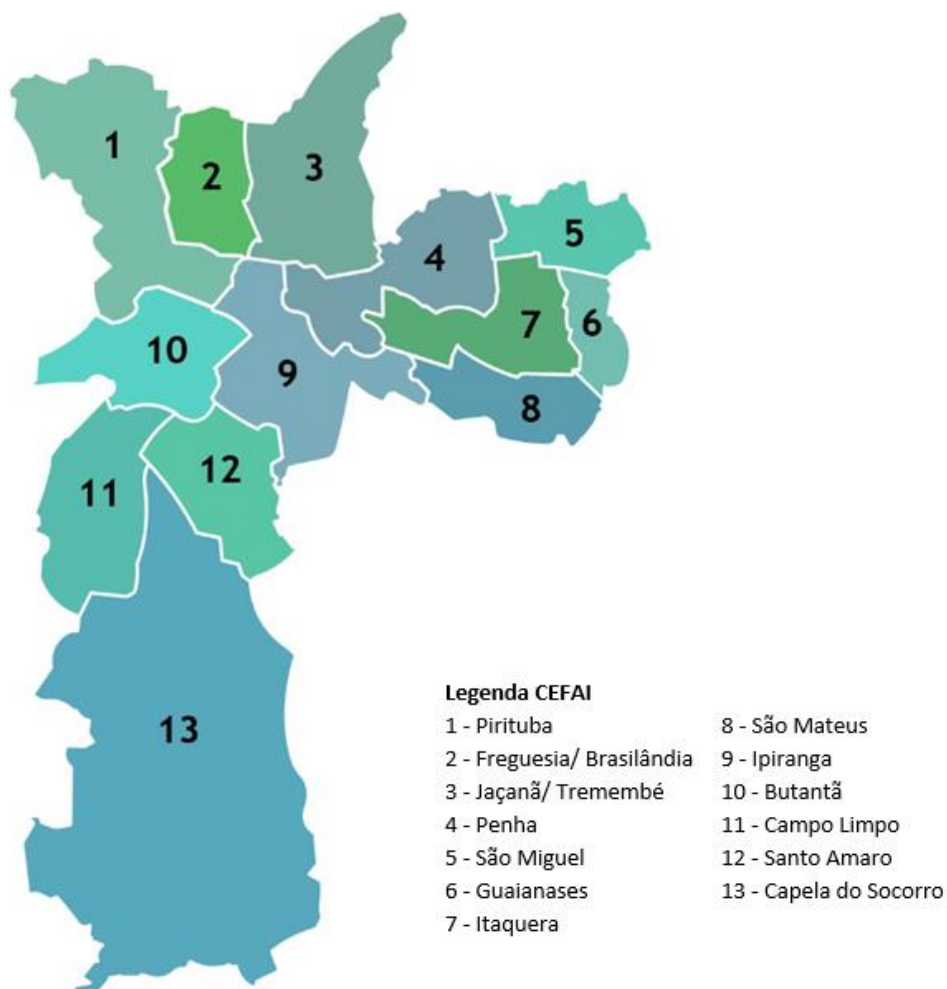 1
2
3
4
5
6
7
8
9
10
11
12
13
Legenda CEFAI
1 - Pirituba
2 - Freguesia/ Brasilândia
3 - Jaçanã/ Tremembé
4 - Penha
5 - São Miguel
6 - Guaianases
7 - Itaquera
8 - São Mateus
9 - Ipiranga
10 - Butantã
11 - Campo Limpo
12 - Santo Amaro
13 - Capela do Socorro